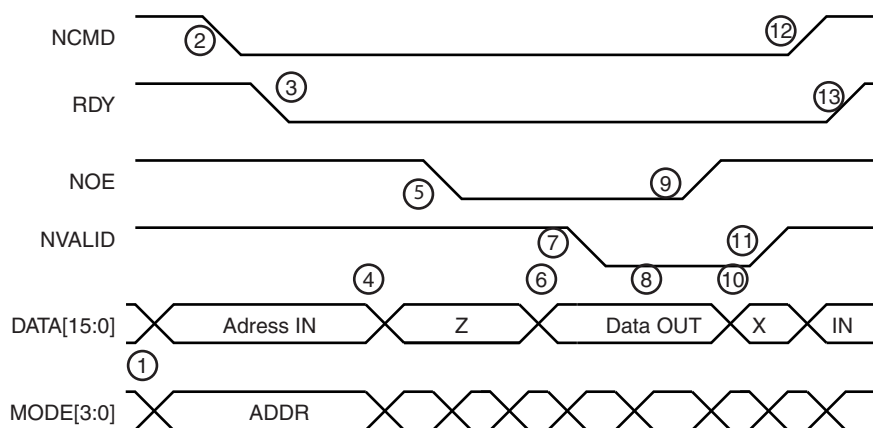 NCMD ② ⑫
RDY ③ ⑬
NOE ⑤ ⑨
NVALID ⑦ ⑪
④ ⑥ ⑧ ⑩
DATA[15:0] Adress IN Z Data OUT X IN
①
MODE[3:0] ADDR